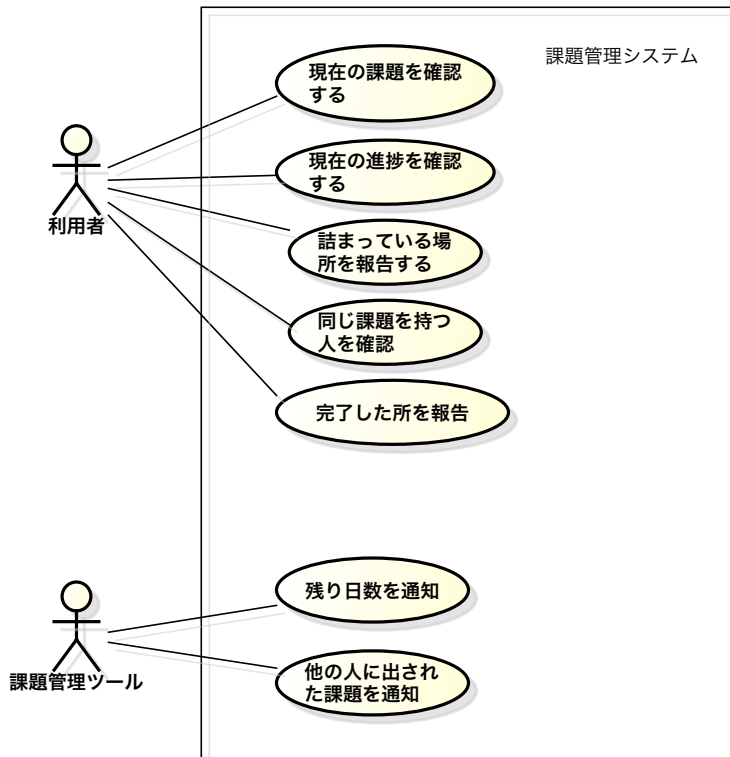 課題管理システム
現在の課題を確認
する
現在の進捗を確認
する
利用者
詰まっている場
所を報告する
同じ課題を持つ
人を確認
完了した所を報告
残り日数を通知
課題管理ツール
他の人に出され
た課題を通知